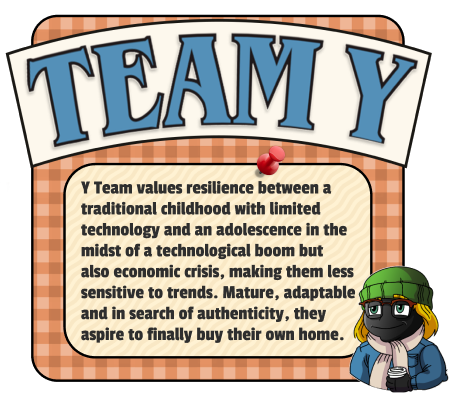 TEAM Y
Y Team values resilience between a
traditional childhood with limited
technology and an adolescence in the
midst of a technological boom but
also economic crisis, making them less
sensitive to trends. Mature, adaptable
and in search of authenticity, they
aspire to finally buy their own home.